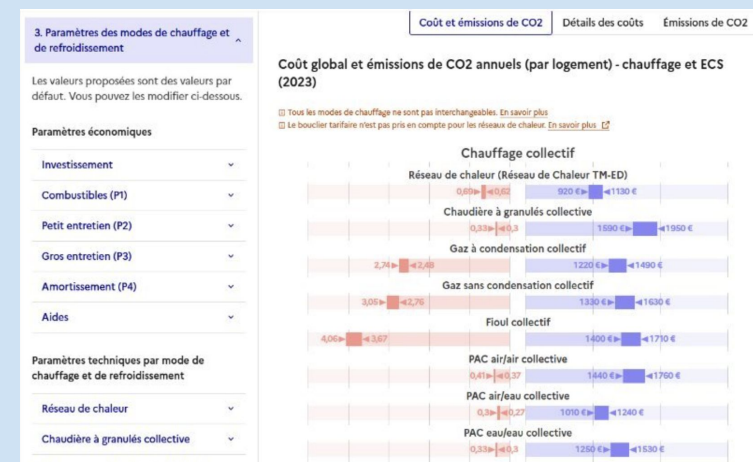 3. Paramètres des modes de chauffage et
de refroidissement
Les valeurs proposées sont des valeurs par
défaut. Vous pouvez les modifier ci-dessous.
Paramètres économiques
Investissement
Combustibles (P1)
Petit entretien (P2)
Gros entretien (P3)
Amortissement (P4)
Aides
Paramètres techniques par mode de
chauffage et de refroidissement
Réseau de chaleur
Chaudière à granulés collective
Coût et émissions de CO2
Détails des coûts
Émissions de CO2
Coût global et émissions de CO2 annuels (par logement) - chauffage et ECS
(2023)
Tous les modes de chauffage ne sont pas interchangeables. En savoir plus
Le bouclier tarifaire n'est pas pris en compte pour les réseaux de chaleur. En savoir plus
Chauffage collectif
Réseau de chaleur (Réseau de Chaleur TM-ED)
0,69 0,62 920 € 1130 €
Chaudière à granulés collective
0,33 0,3 1590 € 1950 €
Gaz à condensation collectif
2,74 2,48 1220 € 1490 €
Gaz sans condensation collectif
3,05 2,76 1330 € 1630 €
Fioul collectif
4,06 3,67 1400 € 1710 €
PAC air/air collective
0,41 0,37 1440 € 1760 €
PAC air/eau collective
0,3 0,27 1010 € 1240 €
PAC eau/eau collective
0,33 0,3 1250 € 1530 €